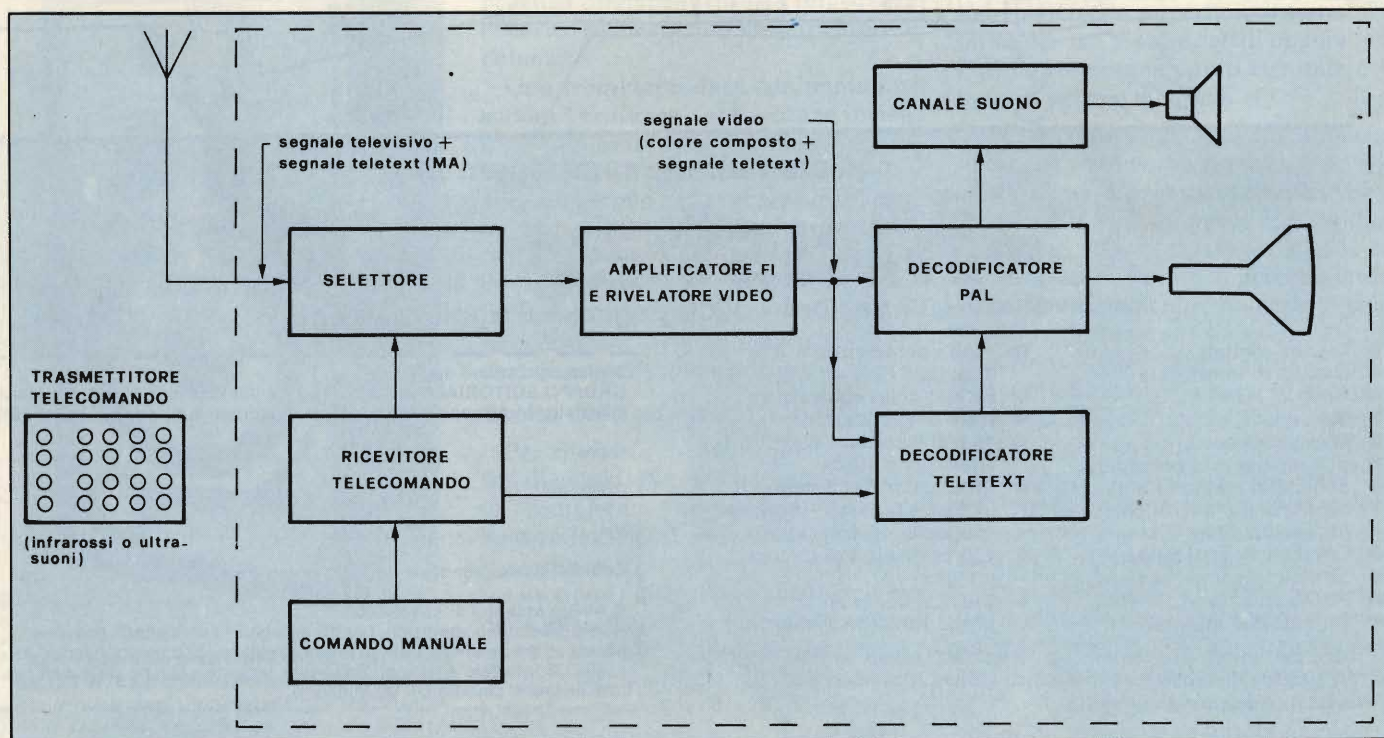 CANALE SUONO
segnale televisivo +
segnale teletext (MA)
segnale video
(colore composto +
segnale teletext)
SELETTORE
AMPLIFICATORE FI
E RIVELATORE VIDEO
DECODIFICATORE
PAL
TRASMETTITORE
TELECOMANDO
(infrarossi o ultra-
suoni)
RICEVITORE
TELECOMANDO
DECODIFICATORE
TELETEXT
COMANDO MANUALE